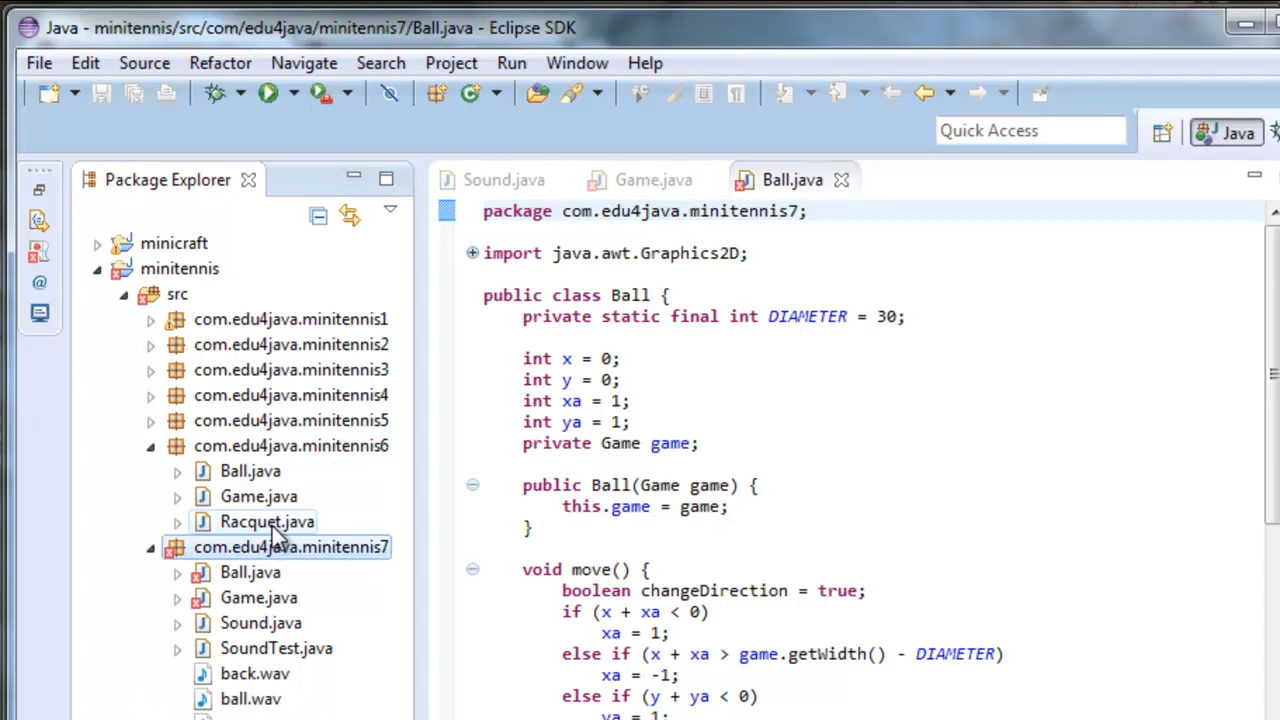 Java - minitennis/src/com/edu4java/minitennis7/Ball.java - Eclipse SDK
File Edit Source Refactor Navigate Search Project Run Window Help
Quick Access
Java
Package Explorer
minicraft
minitennis
src
com.edu4java.minitennis1
com.edu4java.minitennis2
com.edu4java.minitennis3
com.edu4java.minitennis4
com.edu4java.minitennis5
com.edu4java.minitennis6
Ball.java
Game.java
Racquet.java
com.edu4java.minitennis7
Ball.java
Game.java
Sound.java
SoundTest.java
back.wav
ball.wav
Sound.java Game.java Ball.java
package com.edu4java.minitennis7;
import java.awt.Graphics2D;
public class Ball {
private static final int DIAMETER = 30;
int x = 0;
int y = 0;
int xa = 1;
int ya = 1;
private Game game;
public Ball(Game game) {
this.game = game;
}
void move() {
boolean changeDirection = true;
if (x + xa < 0)
xa = 1;
else if (x + xa > game.getWidth() - DIAMETER)
xa = -1;
else if (y + ya < 0)
ya = 1;